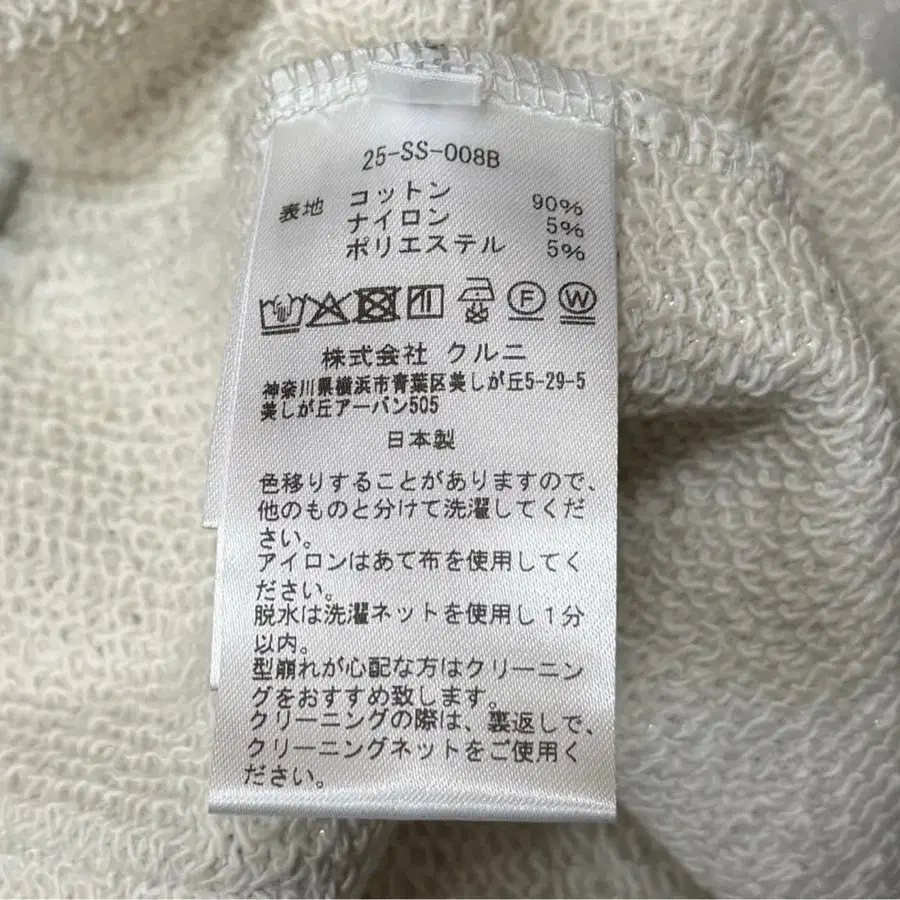 25-SS-008B
表地 コットン 90%
ナイロン 5%
ポリエステル 5%
F W
株式会社 クルニ
神奈川県横浜市青葉区美しが丘5-29-5
美しが丘アーバン505
日本製
色移りすることがありますので、
他のものと分けて洗濯してくだ
さい。
アイロンはあて布を使用してく
ださい。
脱水は洗濯ネットを使用し1分
以内。
型崩れが心配な方はクリーニン
グをおすすめ致します。
クリーニングの際は、裏返しで、
クリーニングネットをご使用く
ださい。